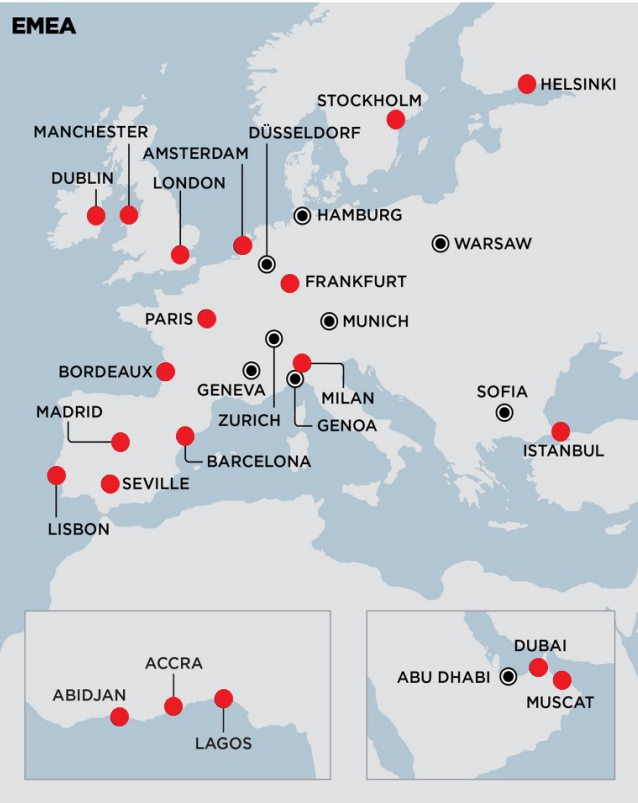 EMEA
HELSINKI
STOCKHOLM
MANCHESTER
DÜSSELDORF
AMSTERDAM
DUBLIN
LONDON
HAMBURG
WARSAW
FRANKFURT
PARIS
MUNICH
BORDEAUX
GENEVA
MILAN
SOFIA
MADRID
ZURICH
GENOA
ISTANBUL
BARCELONA
SEVILLE
LISBON
DUBAI
ACCRA
ABU DHABI
ABIDJAN
MUSCAT
LAGOS